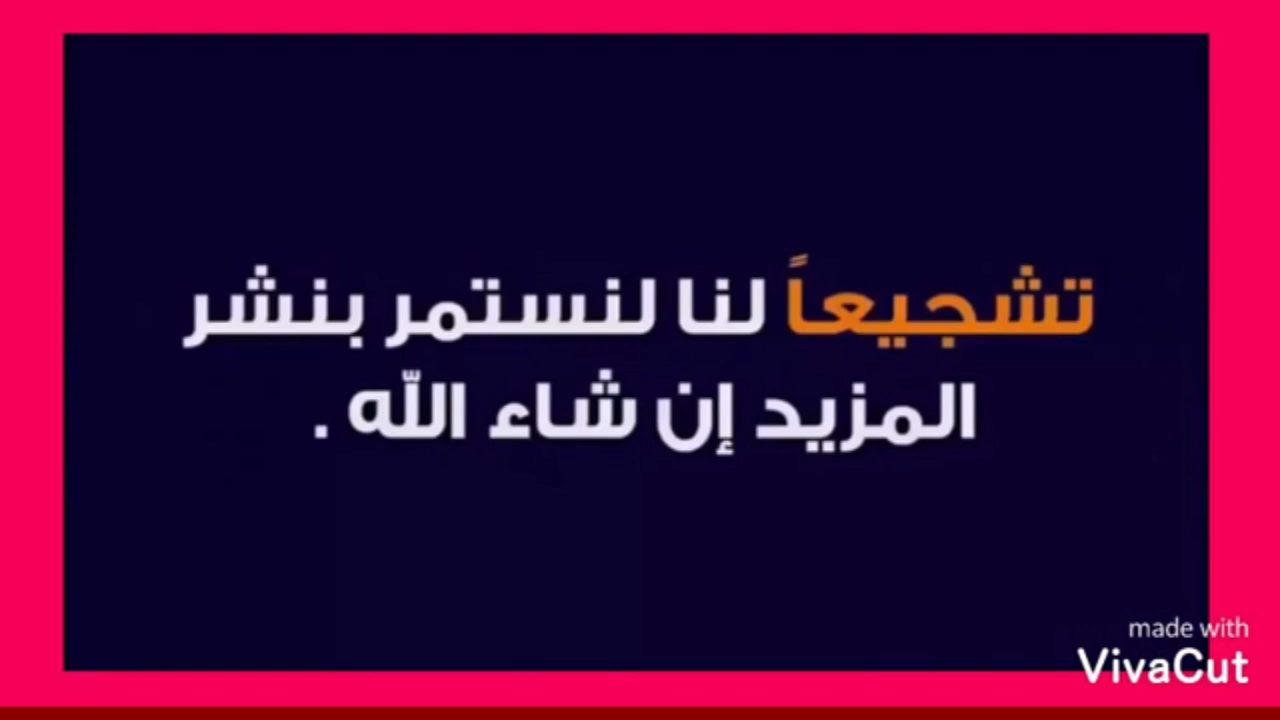 تشجيعاً لنا لنستمر بنشر
المزيد إن شاء اللّه .
made with
VivaCut